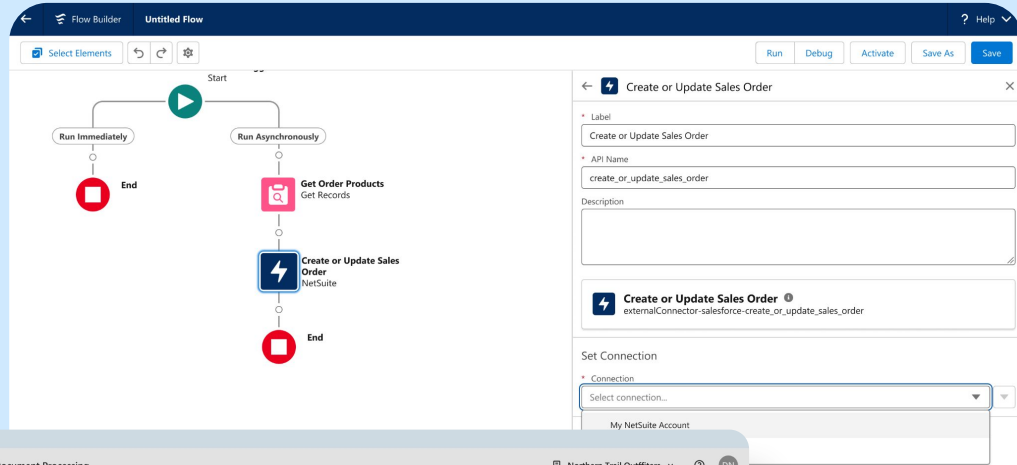 Flow Builder Untitled Flow ? Help
Select Elements Run Debug Activate Save As Save
Start
Run Immediately Run Asynchronously
End
Get Order Products
Get Records
Create or Update Sales
Order
NetSuite
End
Create or Update Sales Order
* Label
Create or Update Sales Order
* API Name
create_or_update_sales_order
Description
Create or Update Sales Order
externalConnector-salesforce-create_or_update_sales_order
Set Connection
* Connection
Select connection...
My NetSuite Account
Processing Northern Trail Outfitters